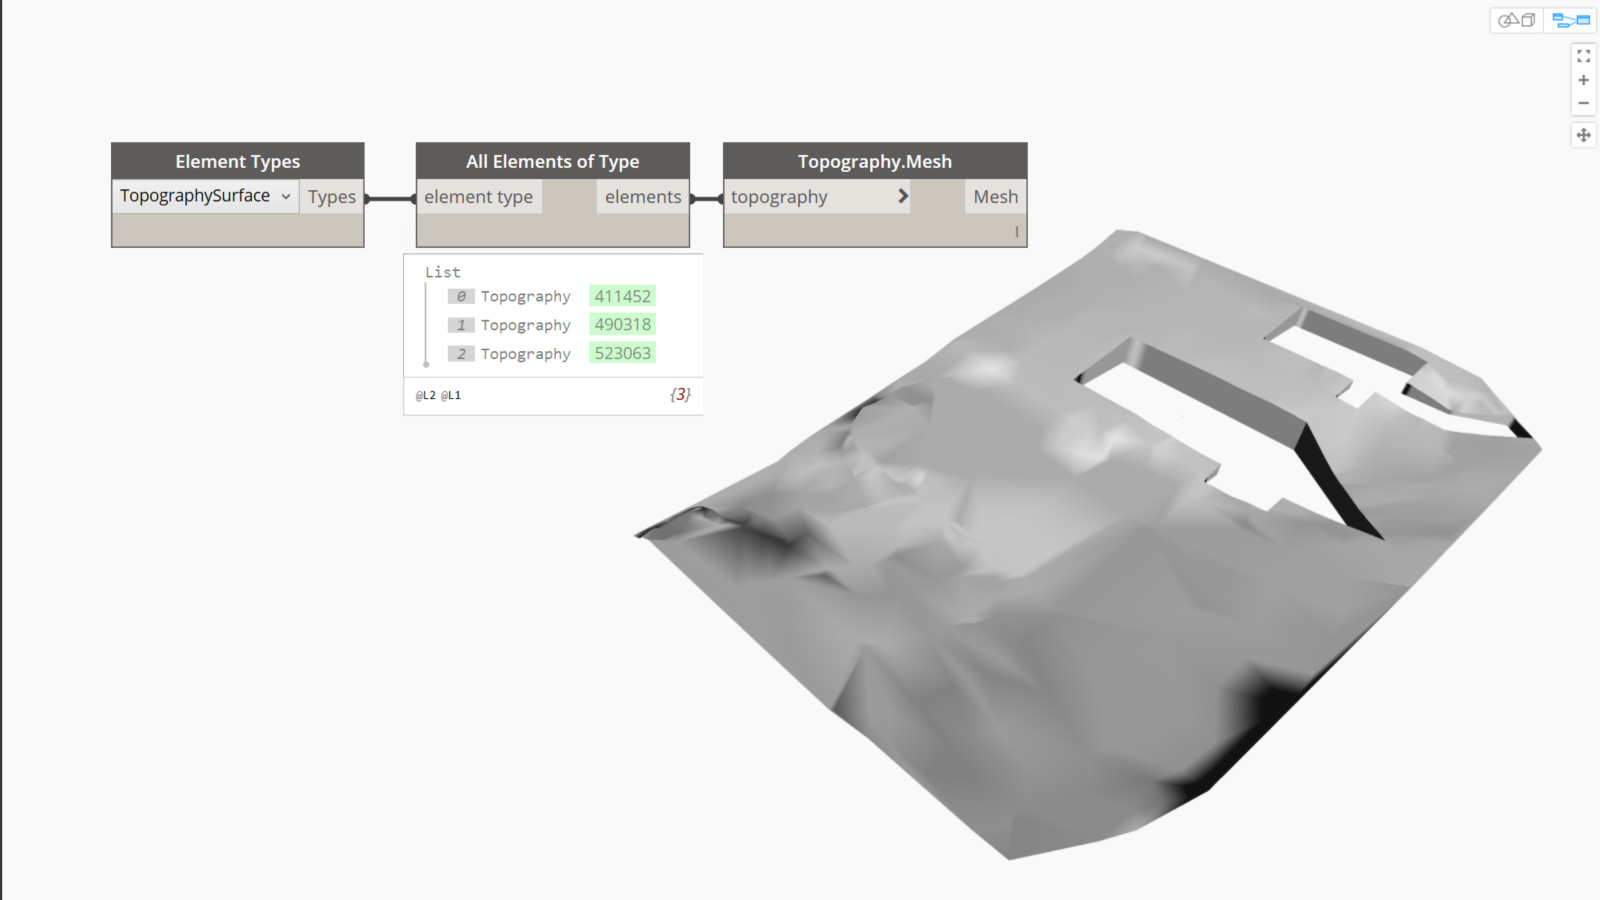 Element Types
TopographySurface Types
All Elements of Type
element type elements
Topography.Mesh
topography Mesh
I
List
0 Topography 411452
1 Topography 490318
2 Topography 523063
@L2 @L1 {3}